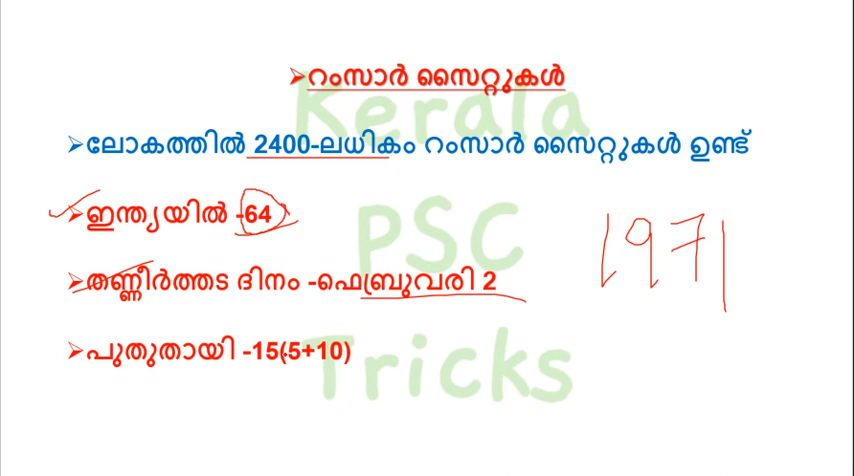 ➢റംസാർ സൈറ്റുകൾ
➢ലോകത്തിൽ 2400-ലധികം റംസാർ സൈറ്റുകൾ ഉണ്ട്
➢ഇന്ത്യയിൽ -64
➢തണ്ണീർത്തട ദിനം -ഫെബ്രുവരി 2
➢പുതുതായി -15(5+10)
1971
Kerala
PSC
Tricks